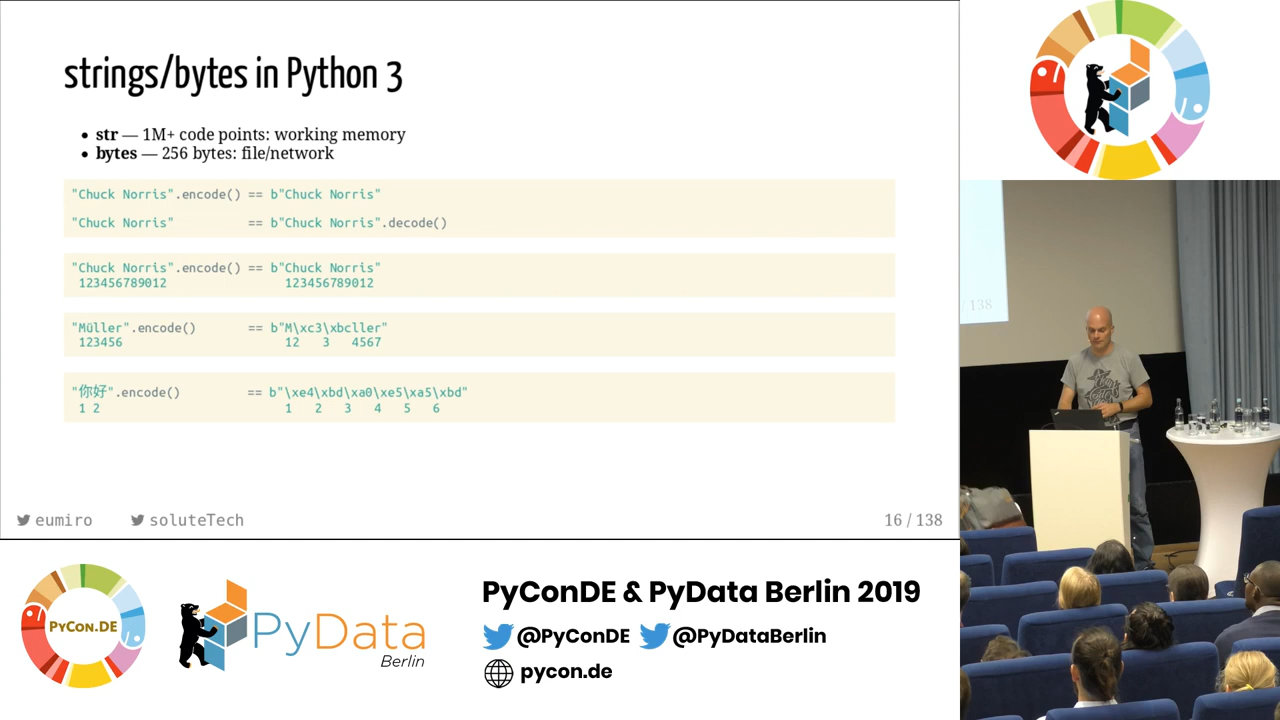 strings/bytes in Python 3
• str — 1M+ code points: working memory
• bytes — 256 bytes: file/network
"Chuck Norris".encode() == b"Chuck Norris"
"Chuck Norris" == b"Chuck Norris".decode()
"Chuck Norris".encode() == b"Chuck Norris"
123456789012 123456789012
"Müller".encode() == b"M\xc3\xbcller"
123456 12 3 4567
"你好".encode() == b"\xe4\xbd\xa0\xe5\xa5\xbd"
1 2 1 2 3 4 5 6
eumiro soluteTech 16 / 138
/ 138
PyCon.DE
PyData
Berlin
PyConDE & PyData Berlin 2019
@PyConDE @PyDataBerlin
pycon.de